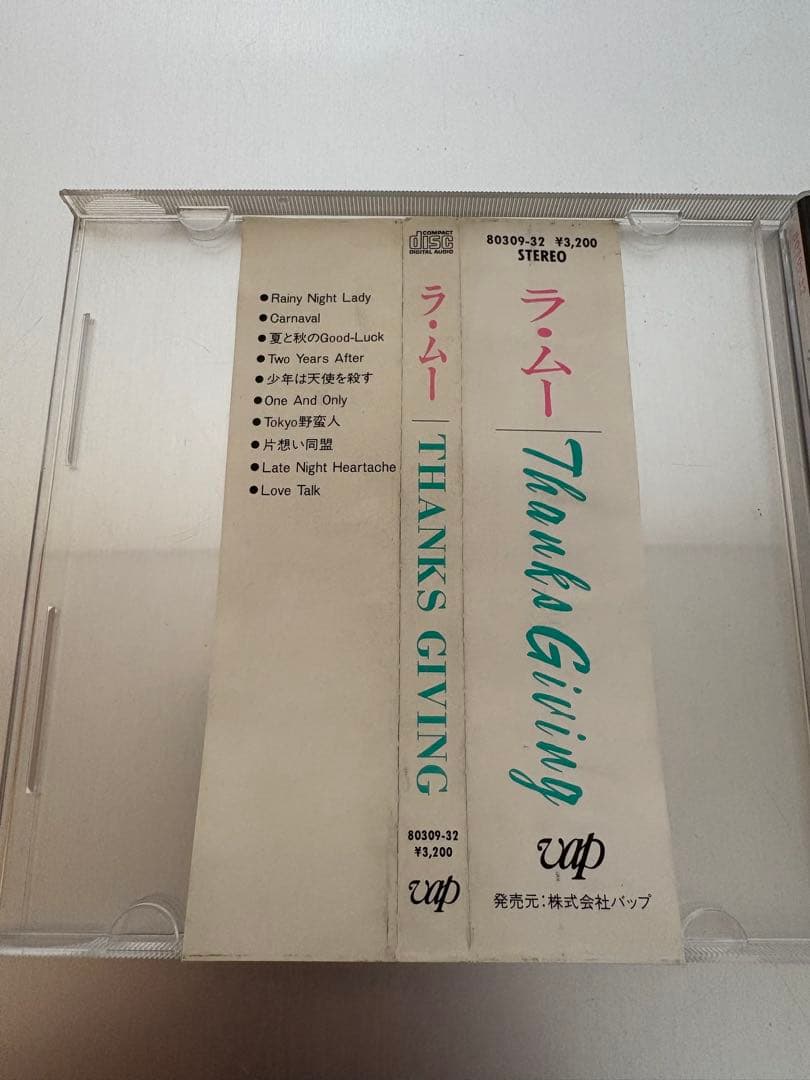 ● Rainy Night Lady
● Carnaval
● 夏と秋のGood-Luck
● Two Years After
● 少年は天使を殺す
● One And Only
● Tokyo野蛮人
● 片想い同盟
● Late Night Heartache
● Love Talk
COMPACT
disc
DIGITAL AUDIO
ラ・ムー
THANKS GIVING
80309-32
¥3,200
vap
80309-32 ¥3,200
STEREO
ラ・ムー
Thanks Giving
vap
発売元:株式会社バップ